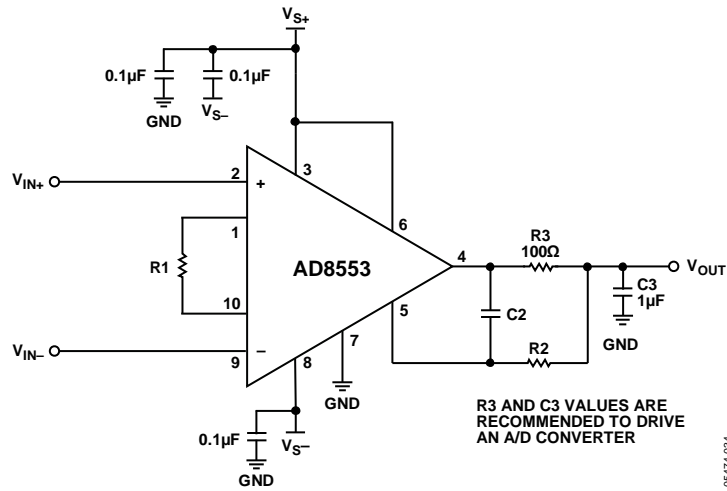 VS+
0.1µF
0.1µF
VS–
GND
VIN+
2
+
3
1
6
R1
AD8553
4
R3
100Ω
VOUT
C3
1µF
5
C2
10
R2
GND
VIN–
9
–
8
7
GND
R3 AND C3 VALUES ARE
RECOMMENDED TO DRIVE
AN A/D CONVERTER
0.1µF
VS–
GND
05474-024